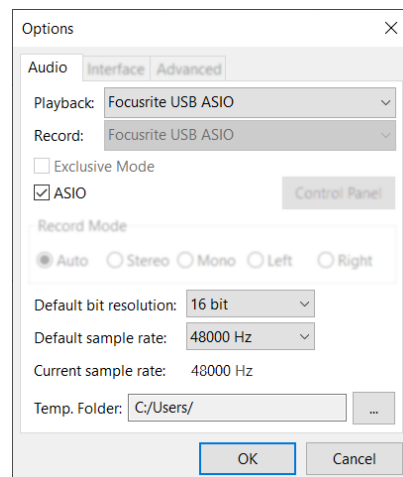 Options
Audio Interface Advanced
Playback: Focusrite USB ASIO
Record: Focusrite USB ASIO
Exclusive Mode
ASIO Control Panel
Record Mode
Auto Stereo Mono Left Right
Default bit resolution: 16 bit
Default sample rate: 48000 Hz
Current sample rate: 48000 Hz
Temp. Folder: C:/Users/ ...
OK Cancel